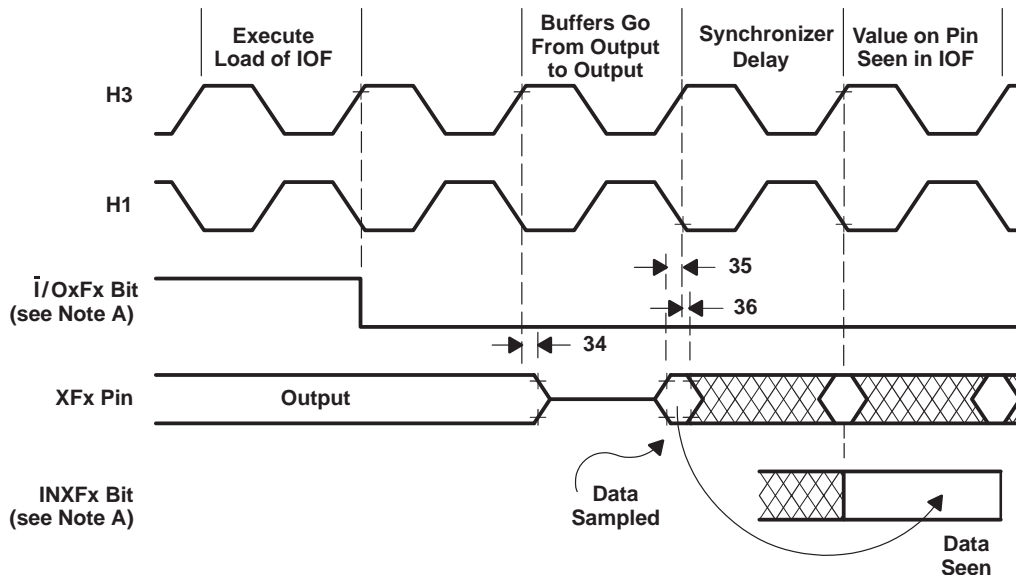 Execute
Load of IOF
Buffers Go
From Output
to Output
Synchronizer
Delay
Value on Pin
Seen in IOF
H3
H1
Ī/OxFx Bit
(see Note A)
35
36
34
XFx Pin
Output
INXFx Bit
(see Note A)
Data
Sampled
Data
Seen